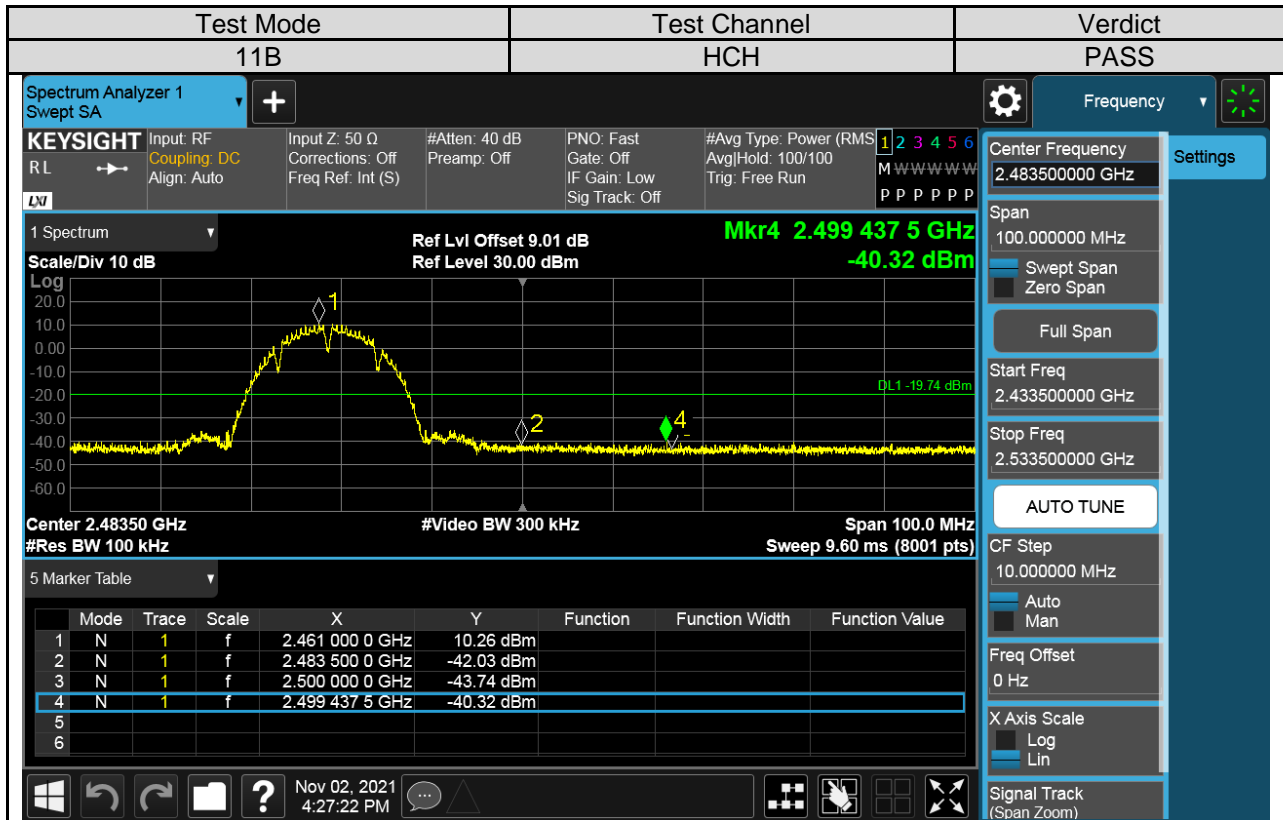 Test Mode Test Channel Verdict
11B HCH PASS
Spectrum Analyzer 1
Swept SA
Frequency
KEYSIGHT Input: RF Input Z: 50 Ω #Atten: 40 dB PNO: Fast #Avg Type: Power (RMS 1 2 3 4 5 6
RL Coupling: DC Corrections: Off Preamp: Off Gate: Off Avg|Hold: 100/100 M W W W W W
Align: Auto Freq Ref: Int (S) IF Gain: Low Trig: Free Run
LXI Sig Track: Off P P P P P P
1 Spectrum
Ref Lvl Offset 9.01 dB
Mkr4 2.499 437 5 GHz
Scale/Div 10 dB Ref Level 30.00 dBm -40.32 dBm
Log
20.0
10.0
0.00
-10.0
-20.0
-30.0
-40.0
-50.0
-60.0
1
DL1 -19.74 dBm
2
4
Center 2.48350 GHz #Video BW 300 kHz Span 100.0 MHz
#Res BW 100 kHz Sweep 9.60 ms (8001 pts)
5 Marker Table
Mode Trace Scale X Y Function Function Width Function Value
1 N 1 f 2.461 000 0 GHz 10.26 dBm
2 N 1 f 2.483 500 0 GHz -42.03 dBm
3 N 1 f 2.500 000 0 GHz -43.74 dBm
4 N 1 f 2.499 437 5 GHz -40.32 dBm
5
6
Nov 02, 2021
4:27:22 PM
Center Frequency
2.483500000 GHz
Settings
Span
100.000000 MHz
Swept Span
Zero Span
Full Span
Start Freq
2.433500000 GHz
Stop Freq
2.533500000 GHz
AUTO TUNE
CF Step
10.000000 MHz
Auto
Man
Freq Offset
0 Hz
X Axis Scale
Log
Lin
Signal Track
(Span Zoom)